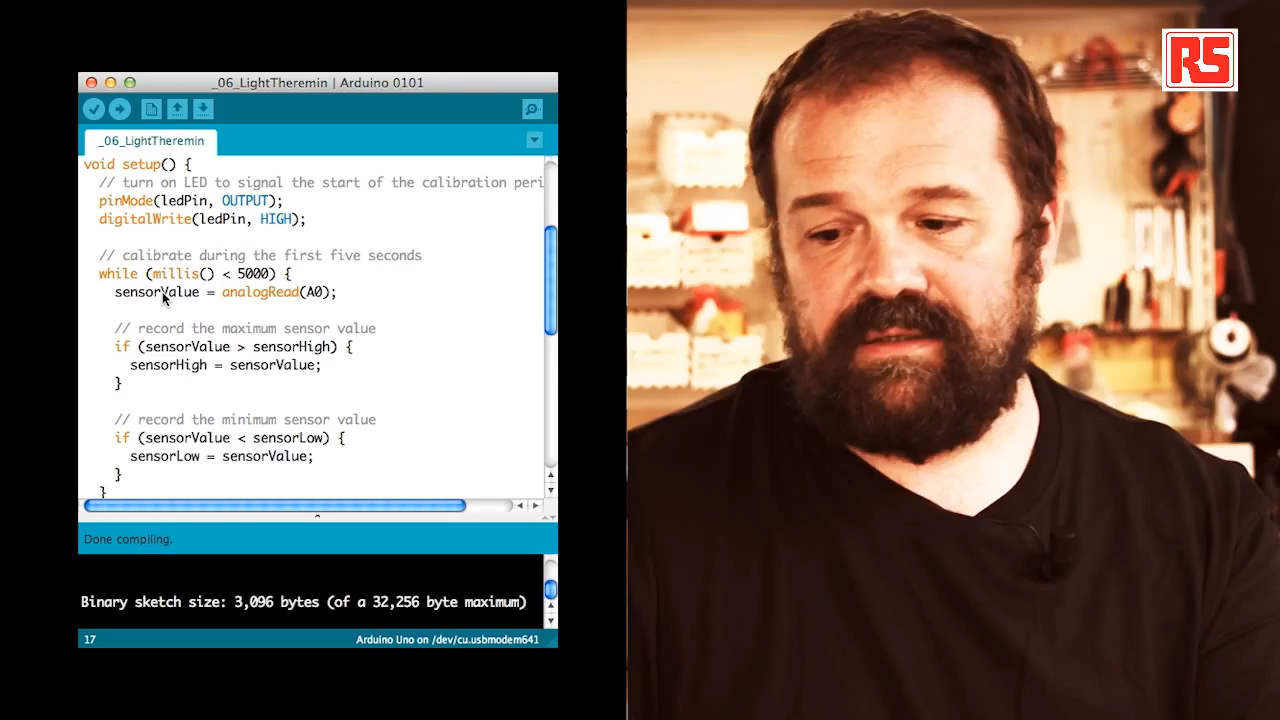 _06_LightTheremin | Arduino 0101
_06_LightTheremin
void setup() {
// turn on LED to signal the start of the calibration peri
pinMode(ledPin, OUTPUT);
digitalWrite(ledPin, HIGH);
// calibrate during the first five seconds
while (millis() < 5000) {
sensorValue = analogRead(A0);
// record the maximum sensor value
if (sensorValue > sensorHigh) {
sensorHigh = sensorValue;
}
// record the minimum sensor value
if (sensorValue < sensorLow) {
sensorLow = sensorValue;
}
}
Done compiling.
Binary sketch size: 3,096 bytes (of a 32,256 byte maximum)
17
Arduino Uno on /dev/cu.usbmodem641
RS